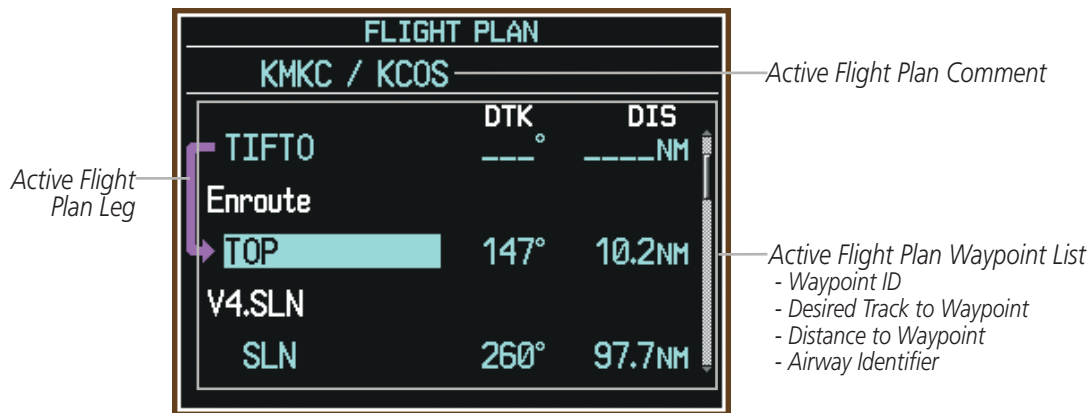 FLIGHT PLAN
KMKC / KCOS
Active Flight Plan Comment
DTK DIS
TIFTO ___° ____NM
Active Flight
Plan Leg
Enroute
TOP 147° 10.2NM
Active Flight Plan Waypoint List
- Waypoint ID
- Desired Track to Waypoint
- Distance to Waypoint
- Airway Identifier
V4.SLN
SLN 260° 97.7NM